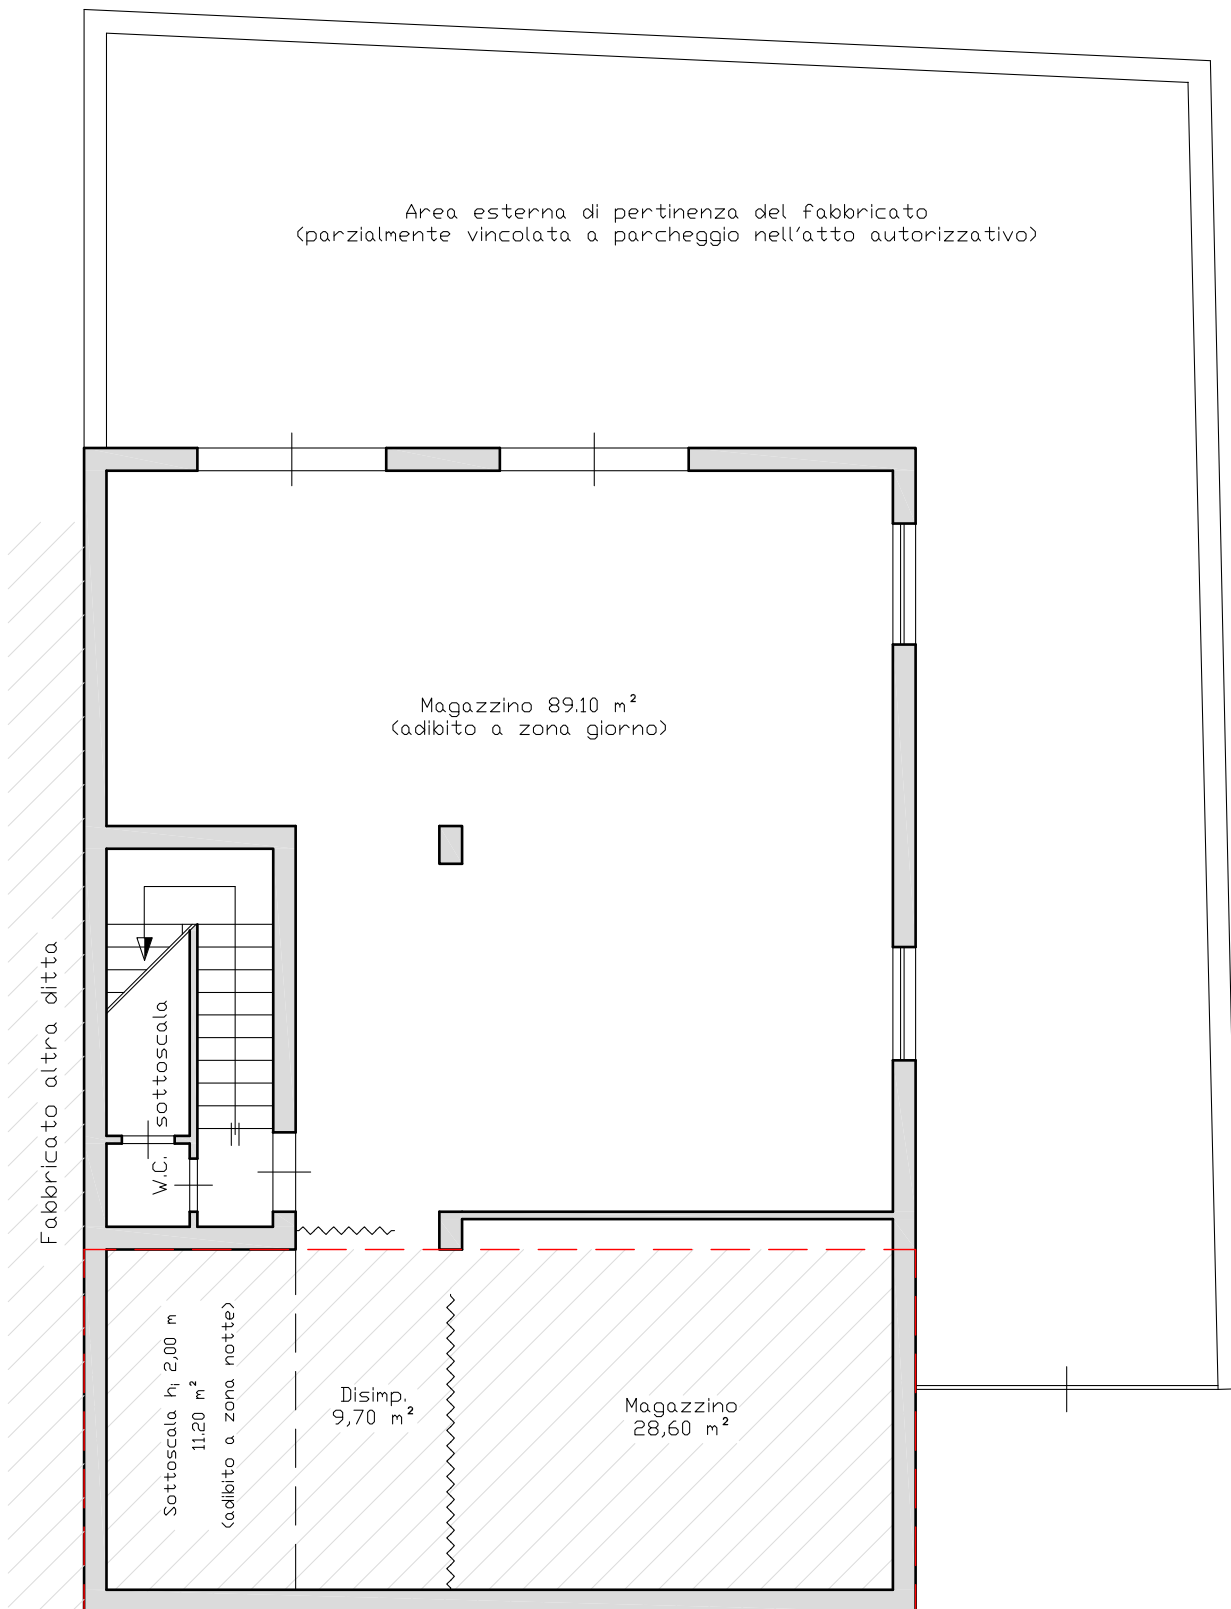 Area esterna di pertinenza del fabbricato
(parzialmente vincolata a parcheggio nell'atto autorizzativo)
Magazzino 89.10 m²
(adibito a zona giorno)
Fabbricato altra ditta
sottoscala
W.C.
Sottoscala hi 2,00 m
11.20 m²
(adibito a zona notte)
Disimp.
9,70 m²
Magazzino
28,60 m²